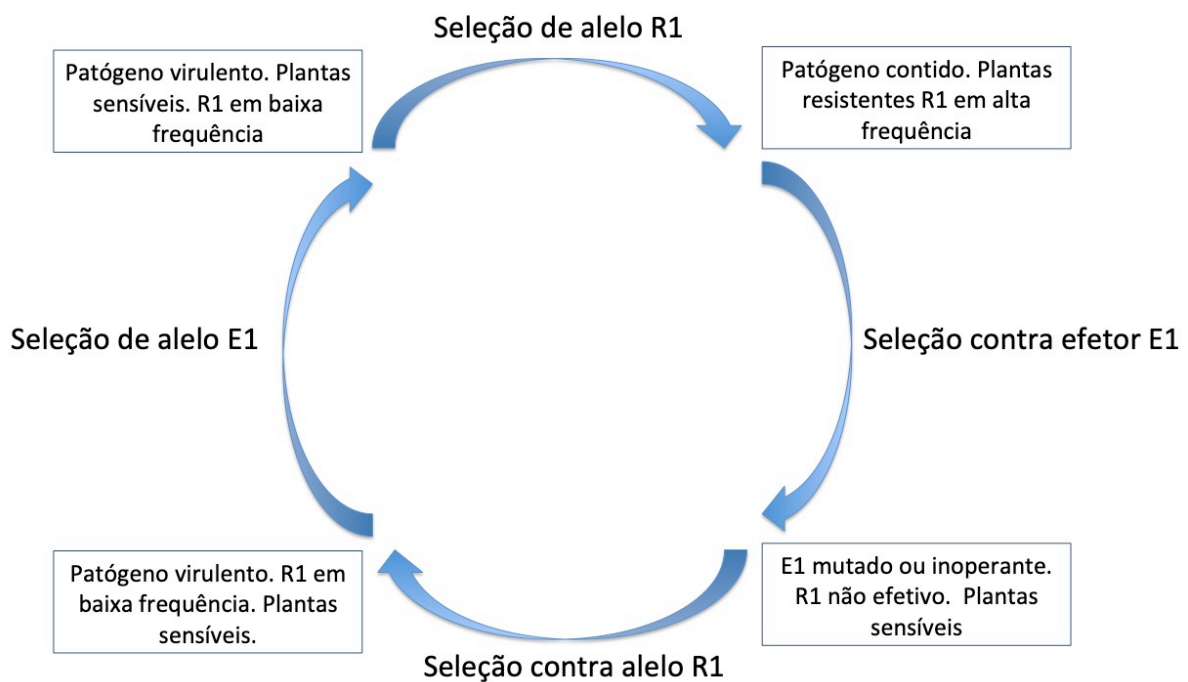 Seleção de alelo R1
Patógeno virulento. Plantas
sensíveis. R1 em baixa
frequência
Patógeno contido. Plantas
resistentes R1 em alta
frequência
Seleção de alelo E1
Seleção contra efetor E1
Patógeno virulento. R1 em
baixa frequência. Plantas
sensíveis.
E1 mutado ou inoperante.
R1 não efetivo. Plantas
sensíveis
Seleção contra alelo R1